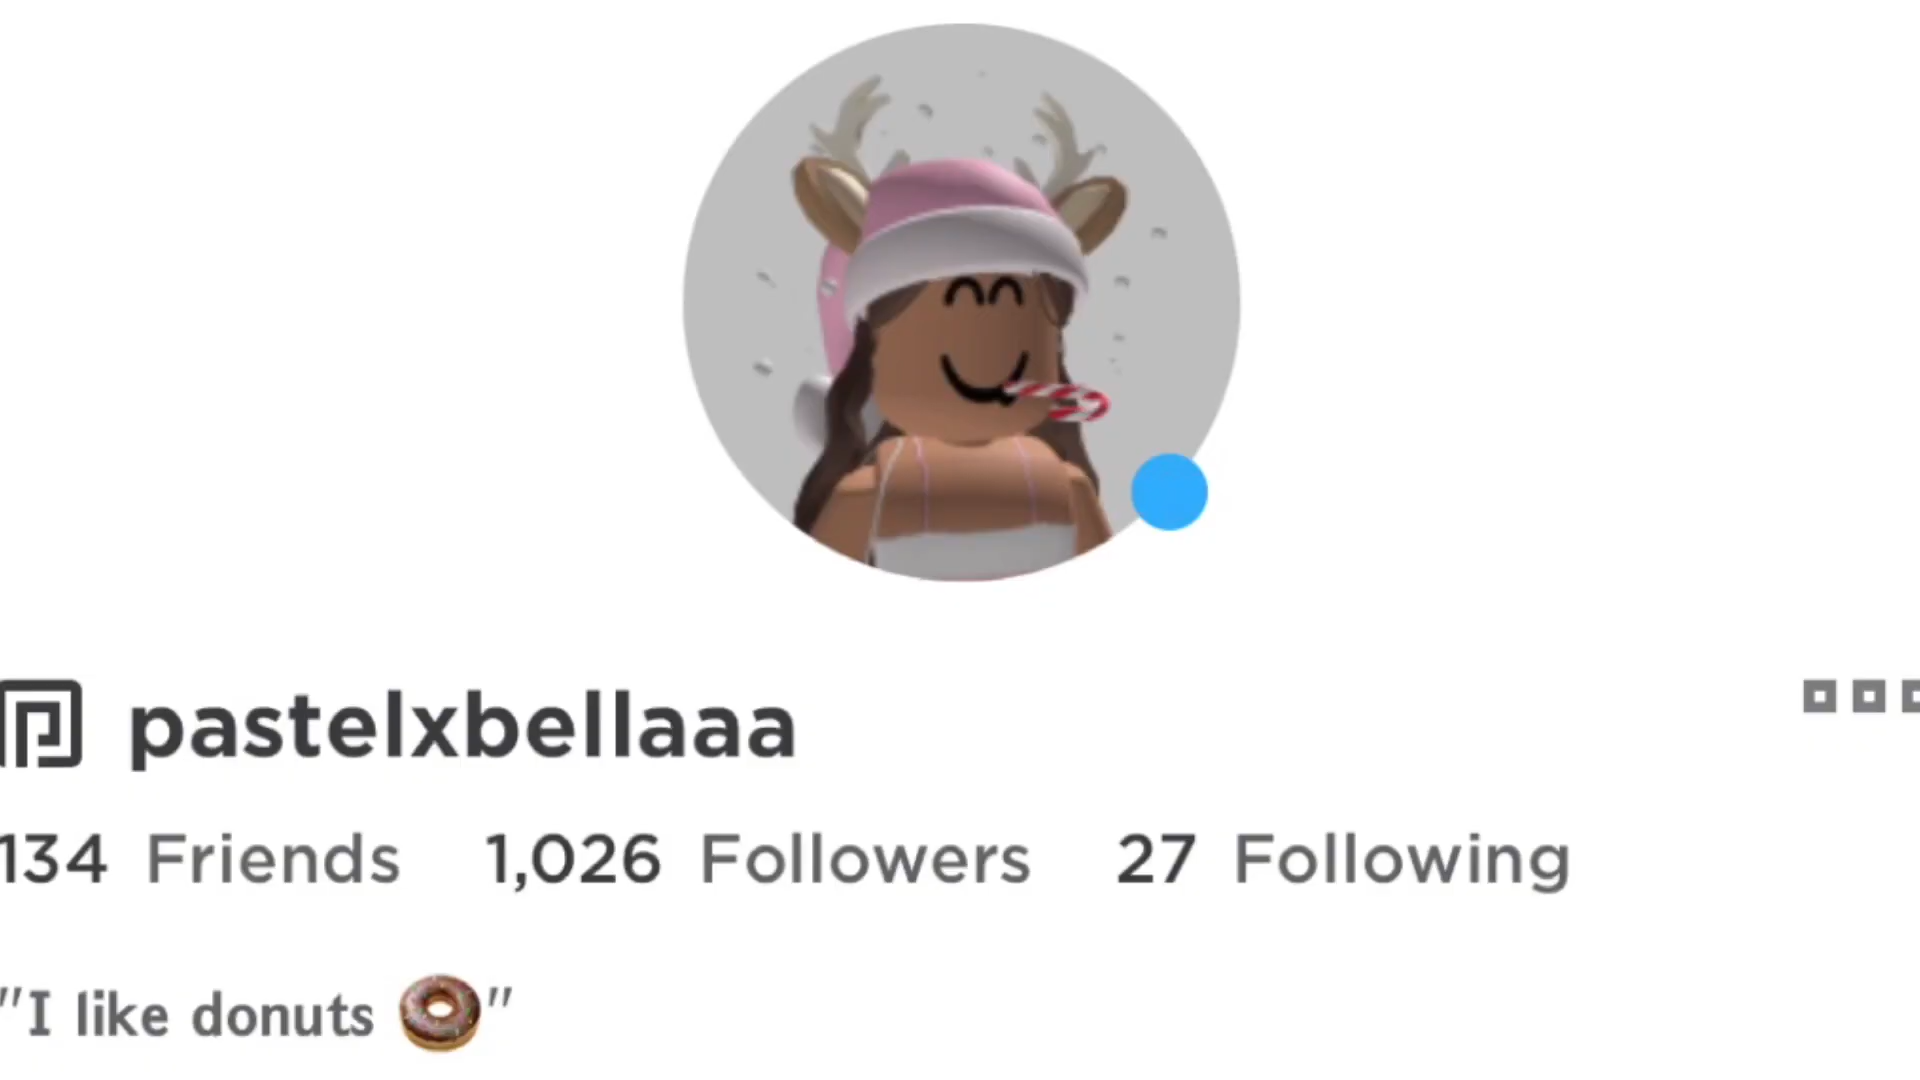 pastelxbellaaa
134 Friends 1,026 Followers 27 Following
"I like donuts 🍩"